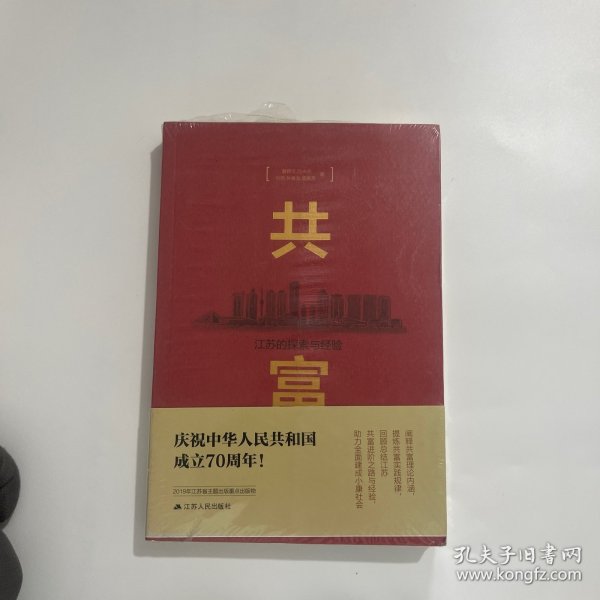 共
江苏的探索与经验
富
庆祝中华人民共和国
成立70周年！
2019年江苏省主题出版重点出版物
江苏人民出版社
阐释共富理论内涵，
提炼共富实践规律，
回顾总结江苏
共富进阶之路与经验，
助力全面建成小康社会
孔夫子旧书网
www.kongfz.com